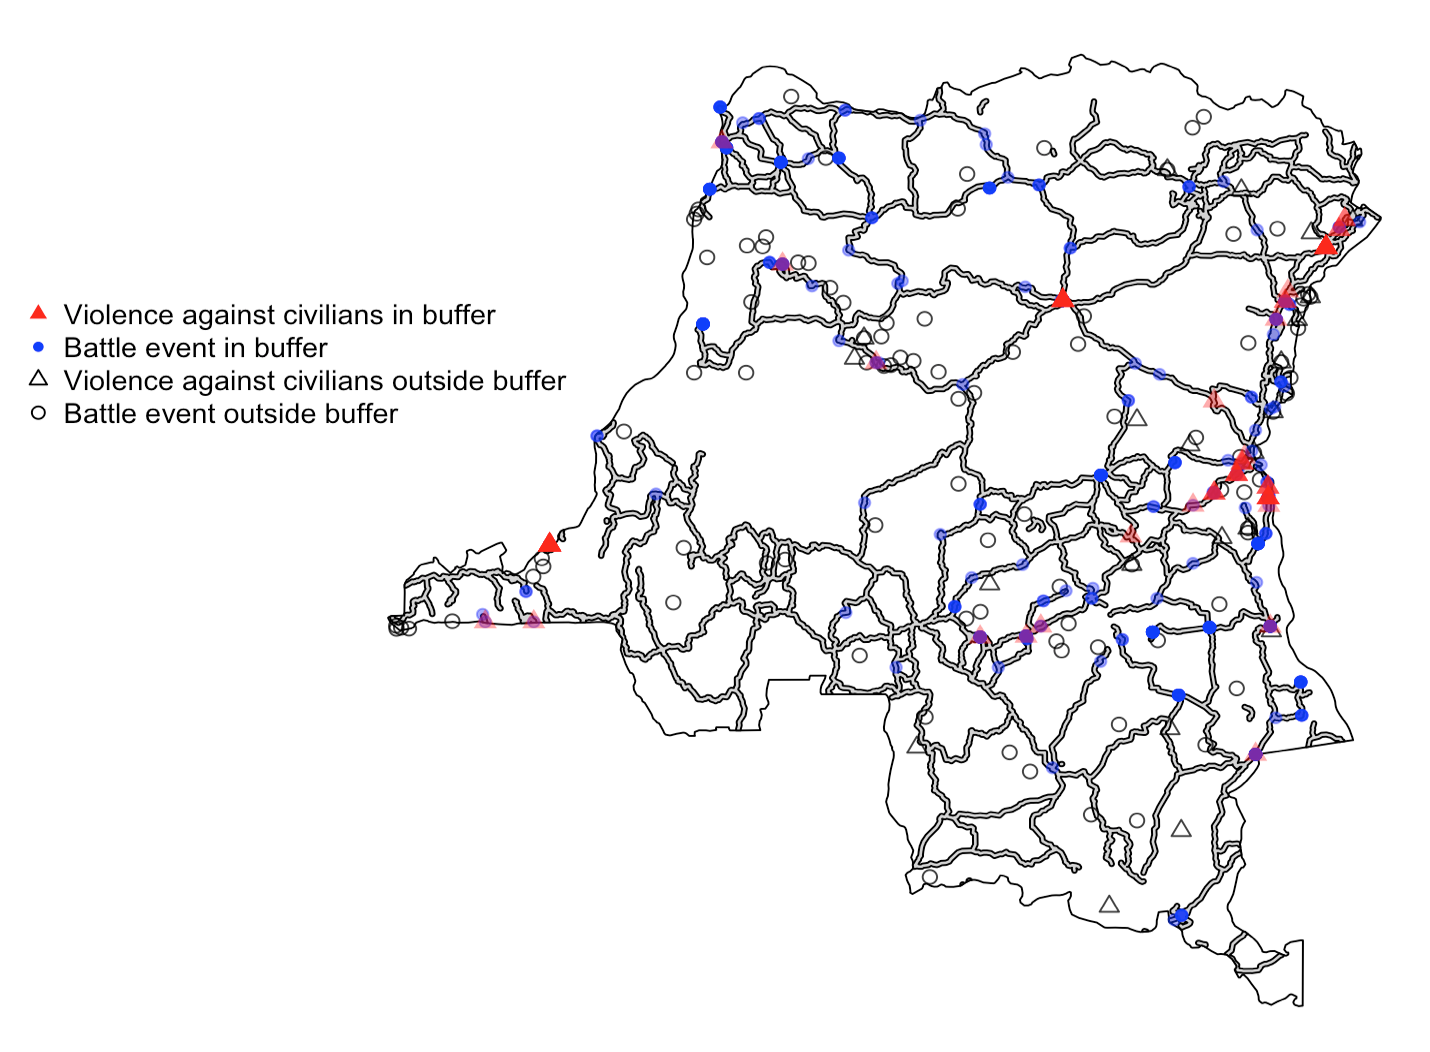 Violence against civilians in buffer
Battle event in buffer
Violence against civilians outside buffer
Battle event outside buffer